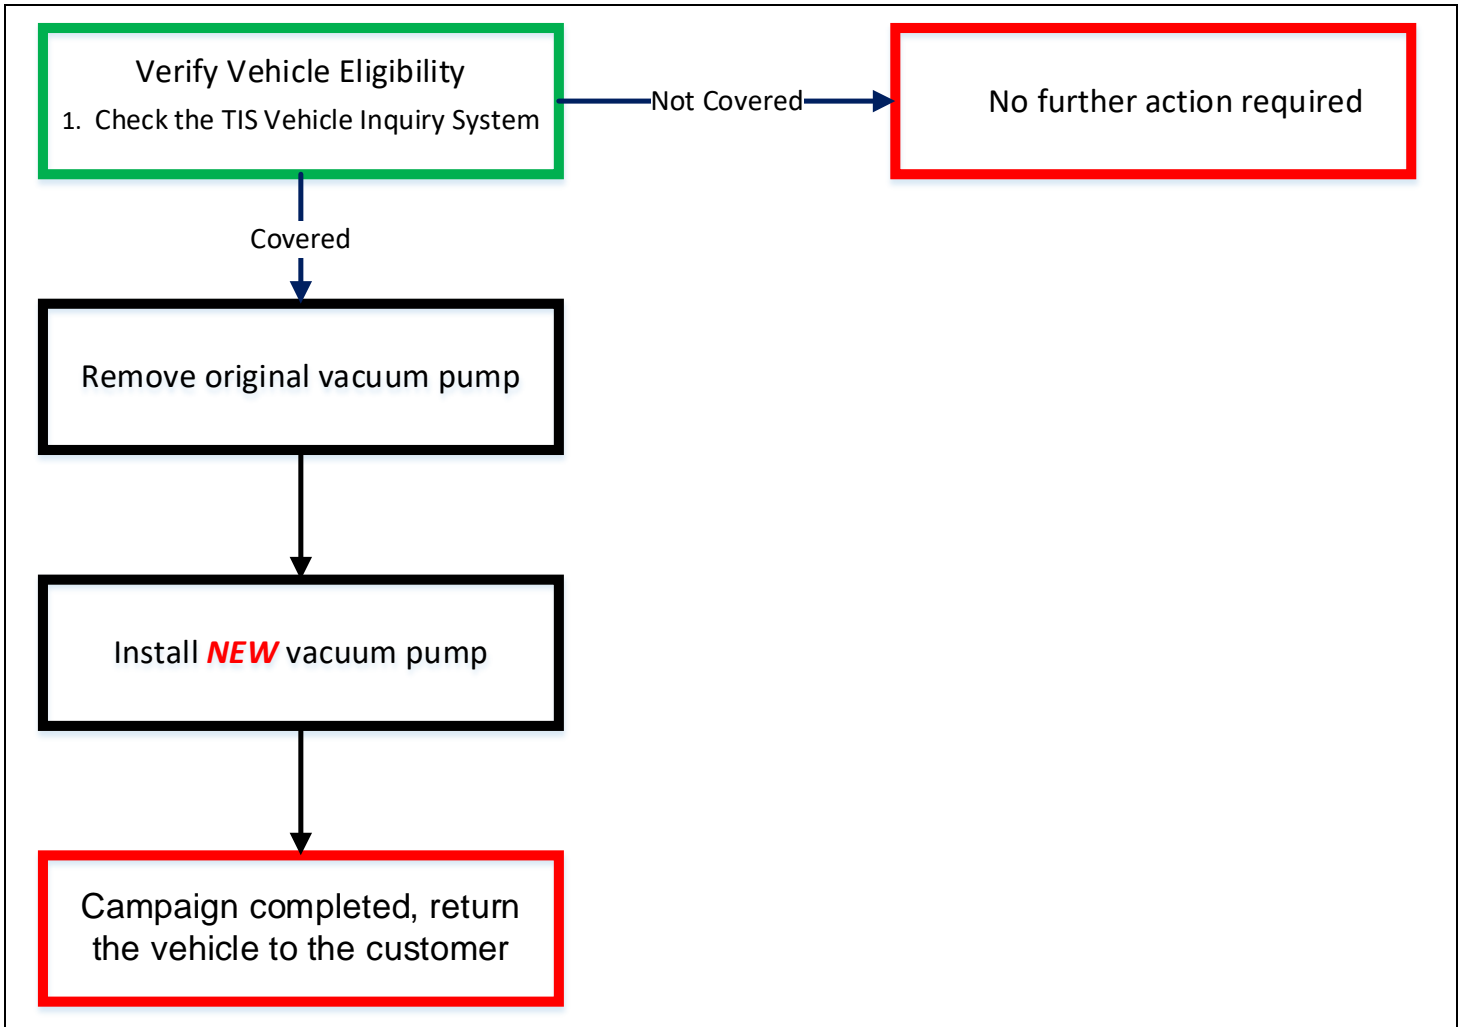 Verify Vehicle Eligibility
1. Check the TIS Vehicle Inquiry System
Not Covered
No further action required
Covered
Remove original vacuum pump
Install NEW vacuum pump
Campaign completed, return
the vehicle to the customer